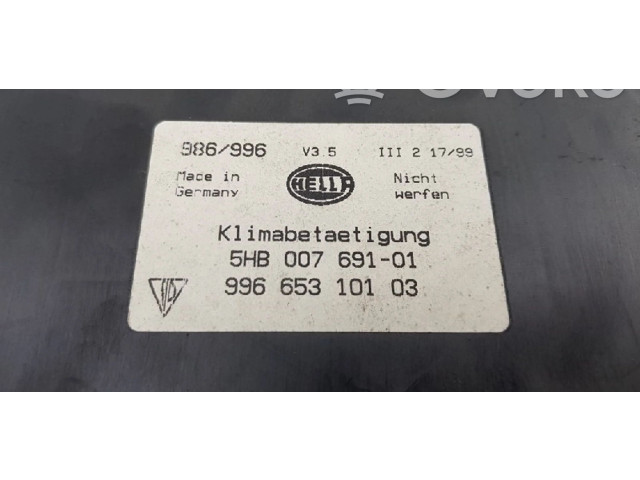 986/996 V3.5 III 2 17/99
Made in Germany HELLA Nicht werfen
Klimabetaetigung
5HB 007 691-01
996 653 101 03